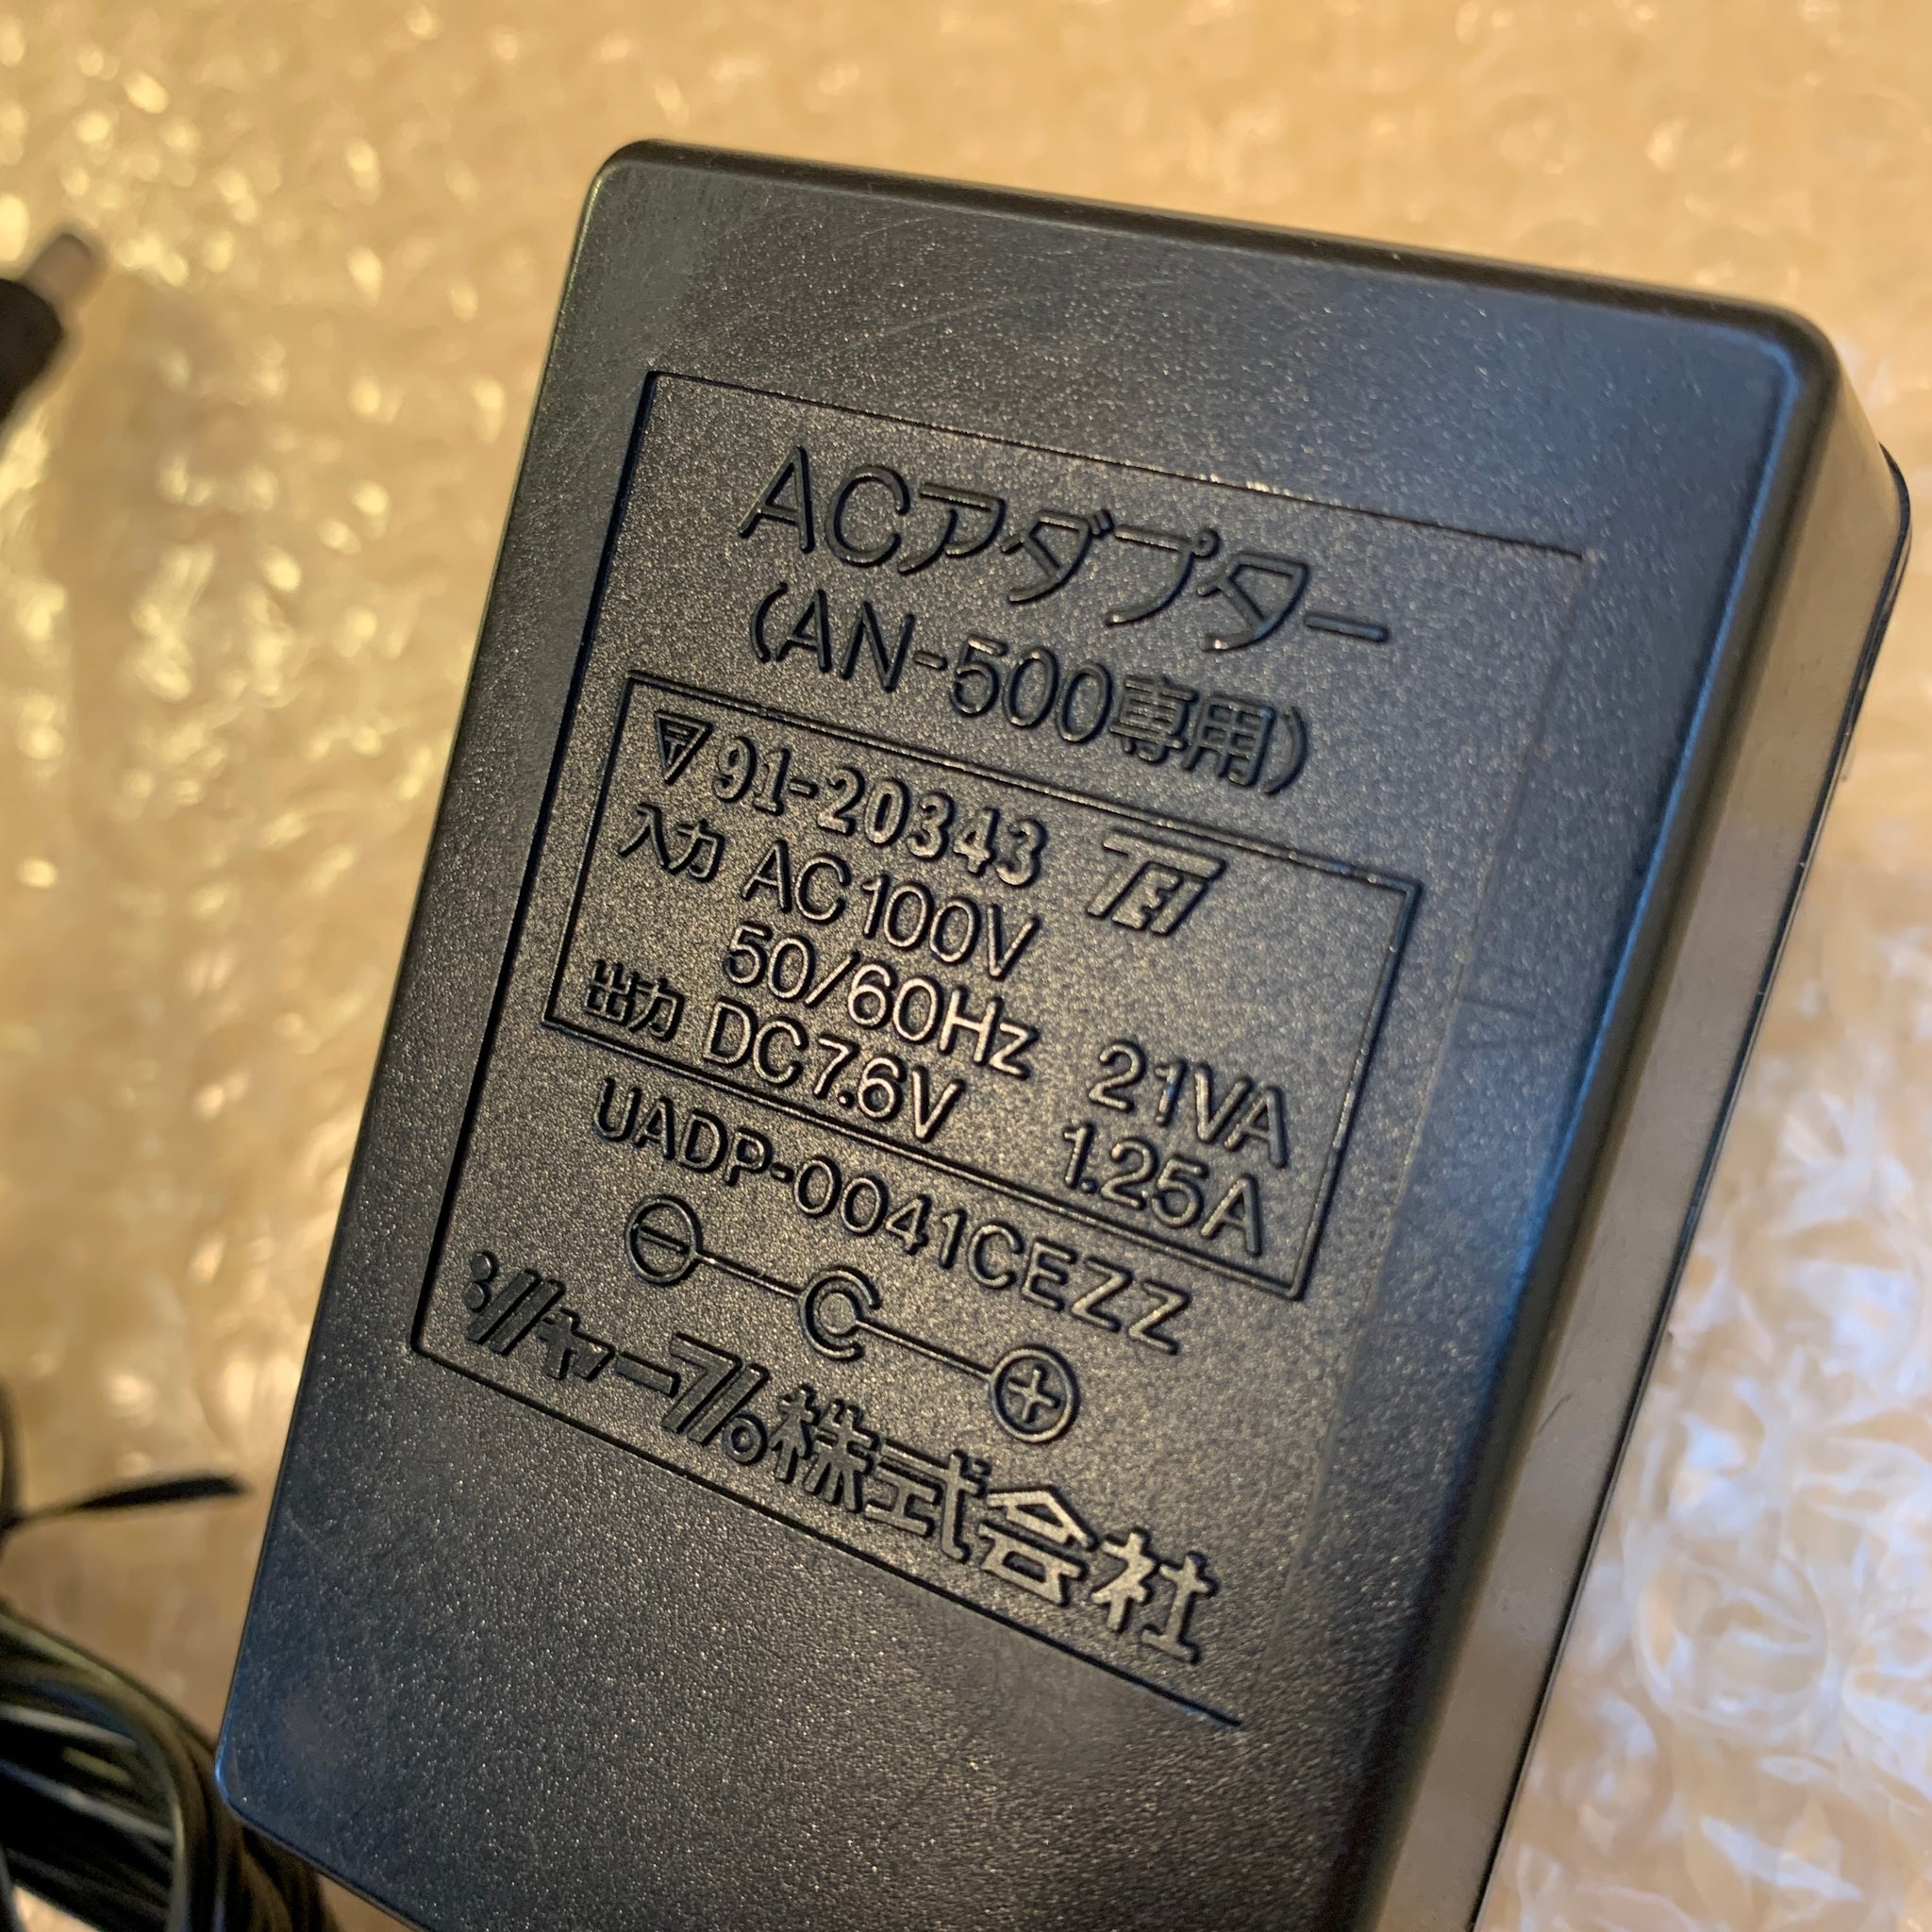 ACアダプター
(AN-500専用)
91-20343 TEI
入力 AC100V
50/60Hz 21VA
出力 DC7.6V 1.25A
UADP-0041CEZZ
シャープ株式会社